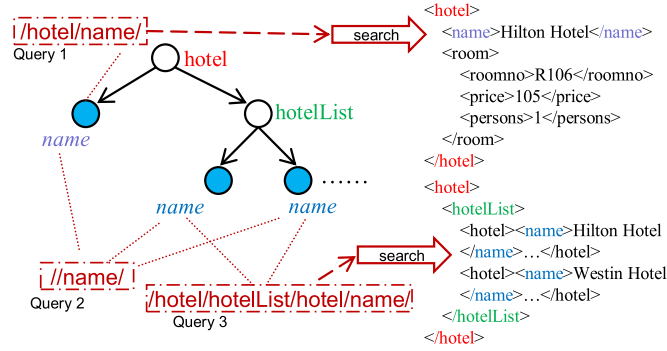 /hotel/name/
Query 1
search
hotel
hotelList
name
name
name
......
//name/
Query 2
/hotel/hotelList/hotel/name/
Query 3
search
<hotel>
<name>Hilton Hotel</name>
<room>
<roomno>R106</roomno>
<price>105</price>
<persons>1</persons>
</room>
</hotel>
<hotel>
<hotelList>
<hotel><name>Hilton Hotel
</name>…</hotel>
<hotel><name>Westin Hotel
</name>…</hotel>
</hotelList>
</hotel>